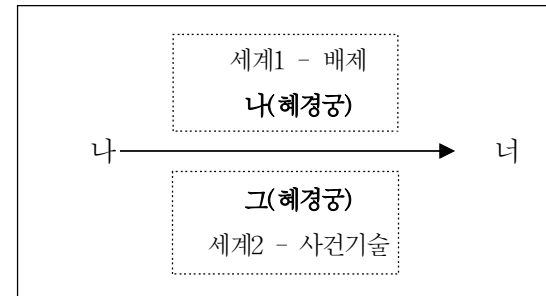 세계1 - 배제
나(혜경궁)
나 너
그(혜경궁)
세계2 - 사건기술